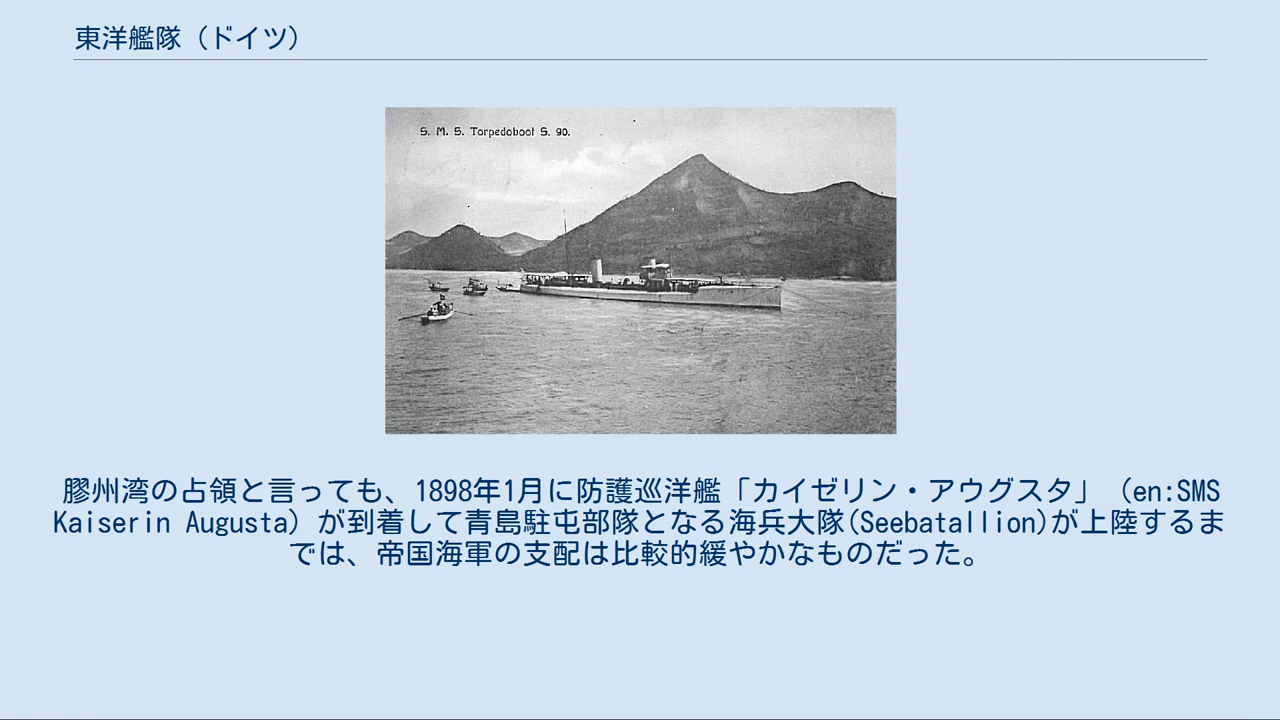 東洋艦隊（ドイツ）
S. M. S. Torpedoboot S. 90.
膠州湾の占領と言っても、1898年1月に防護巡洋艦「カイゼリン・アウグスタ」（en:SMS
Kaiserin Augusta）が到着して青島駐屯部隊となる海兵大隊(Seebatallion)が上陸するま
では、帝国海軍の支配は比較的緩やかなものだった。